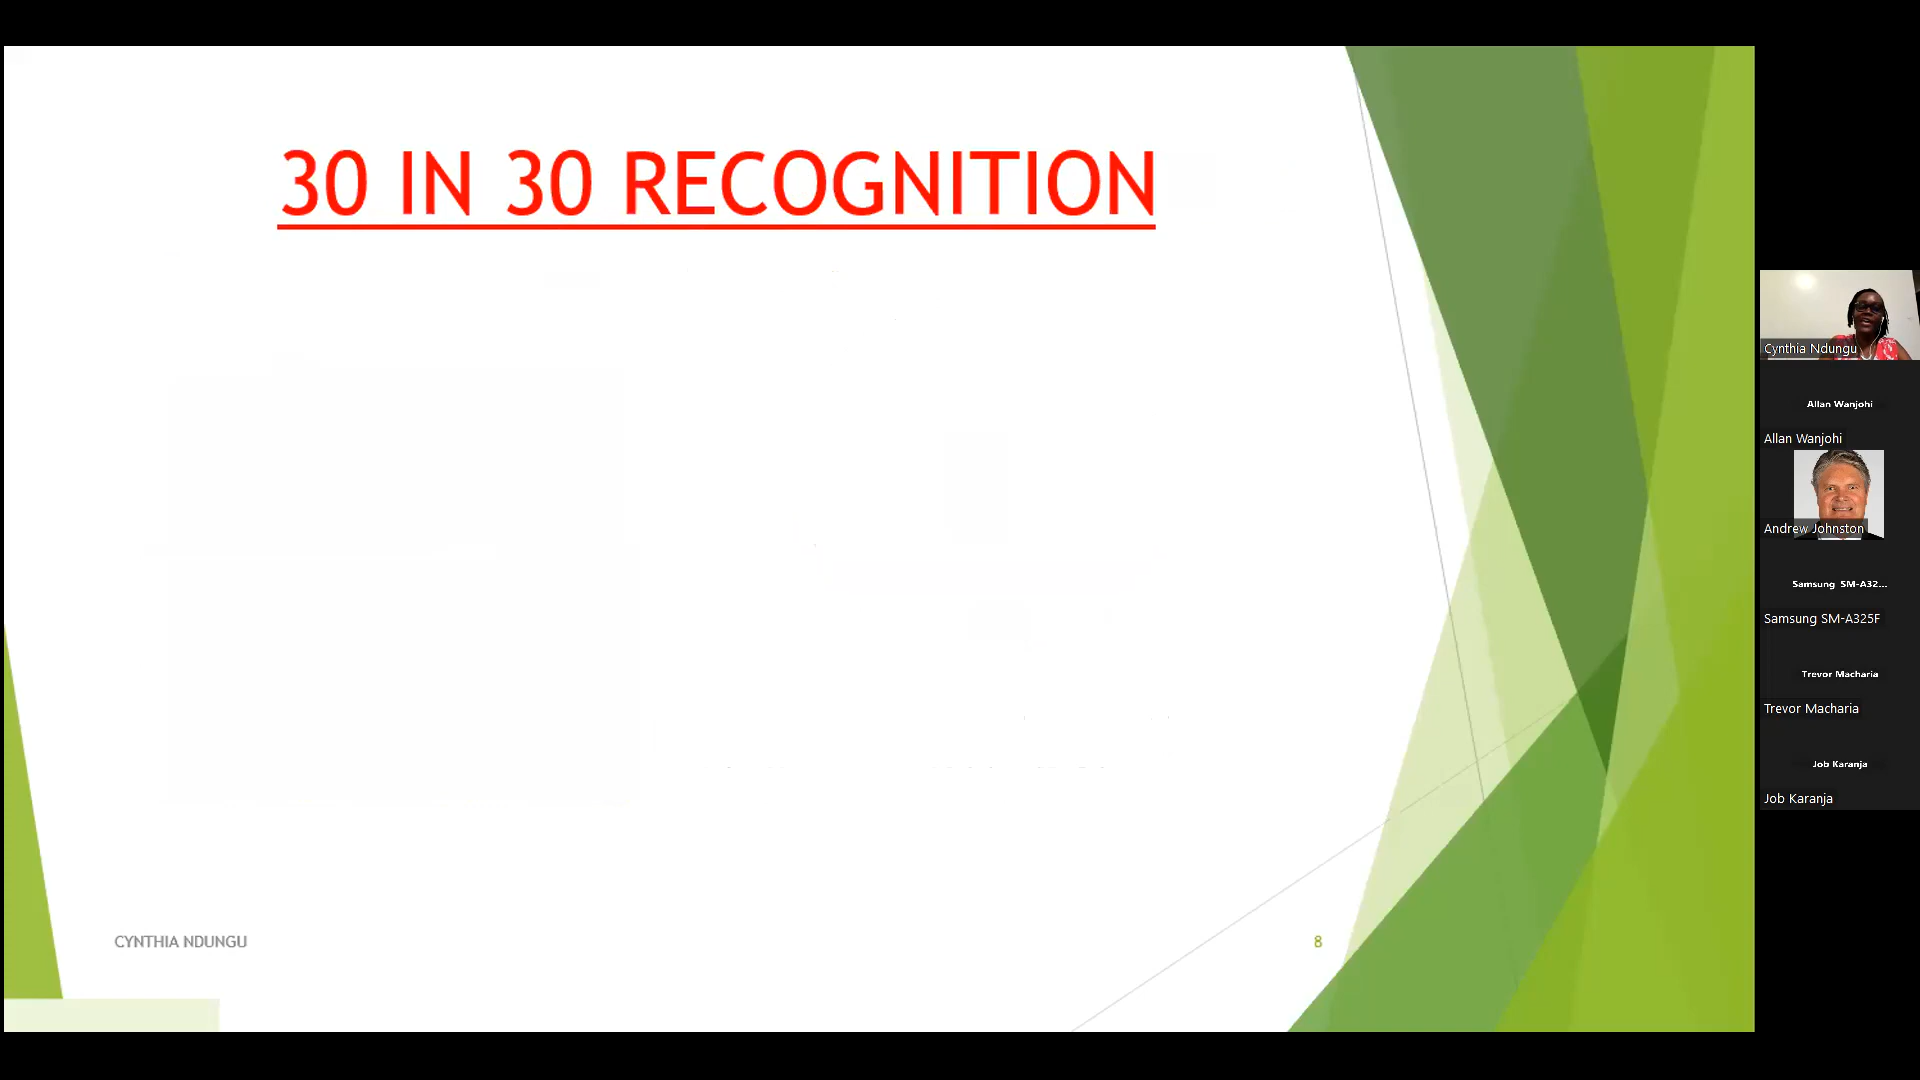 30 IN 30 RECOGNITION
CYNTHIA NDUNGU
8
Cynthia Ndungu
Allan Wanjohi
Allan Wanjohi
Andrew Johnston
Samsung SM-A32...
Samsung SM-A325F
Trevor Macharia
Trevor Macharia
Job Karanja
Job Karanja